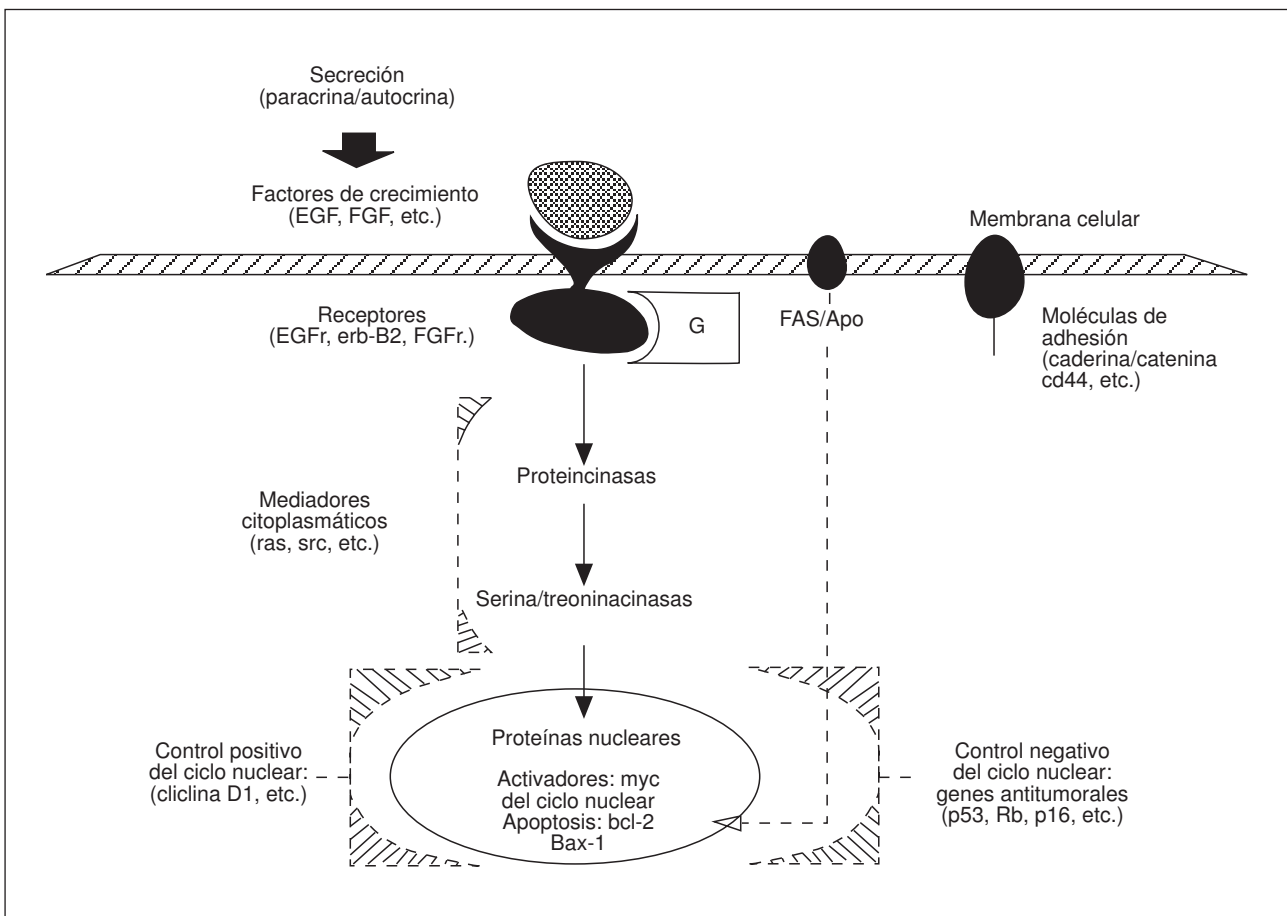 Secreción
(paracrina/autocrina)
Factores de crecimiento
(EGF, FGF, etc.)
Membrana celular
Receptores
(EGFr, erb-B2, FGFr.)
G
FAS/Apo
Moléculas de
adhesión
(caderina/catenina
cd44, etc.)
Proteincinasas
Mediadores
citoplasmáticos
(ras, src, etc.)
Serina/treoninacinasas
Control positivo
del ciclo nuclear:
(cliclina D1, etc.)
Proteínas nucleares
Activadores: myc
del ciclo nuclear
Apoptosis: bcl-2
Bax-1
Control negativo
del ciclo nuclear:
genes antitumorales
(p53, Rb, p16, etc.)